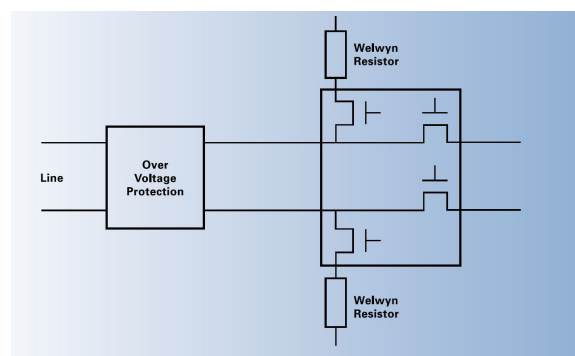 Welwyn
Resistor
Over
Voltage
Protection
Line
Welwyn
Resistor